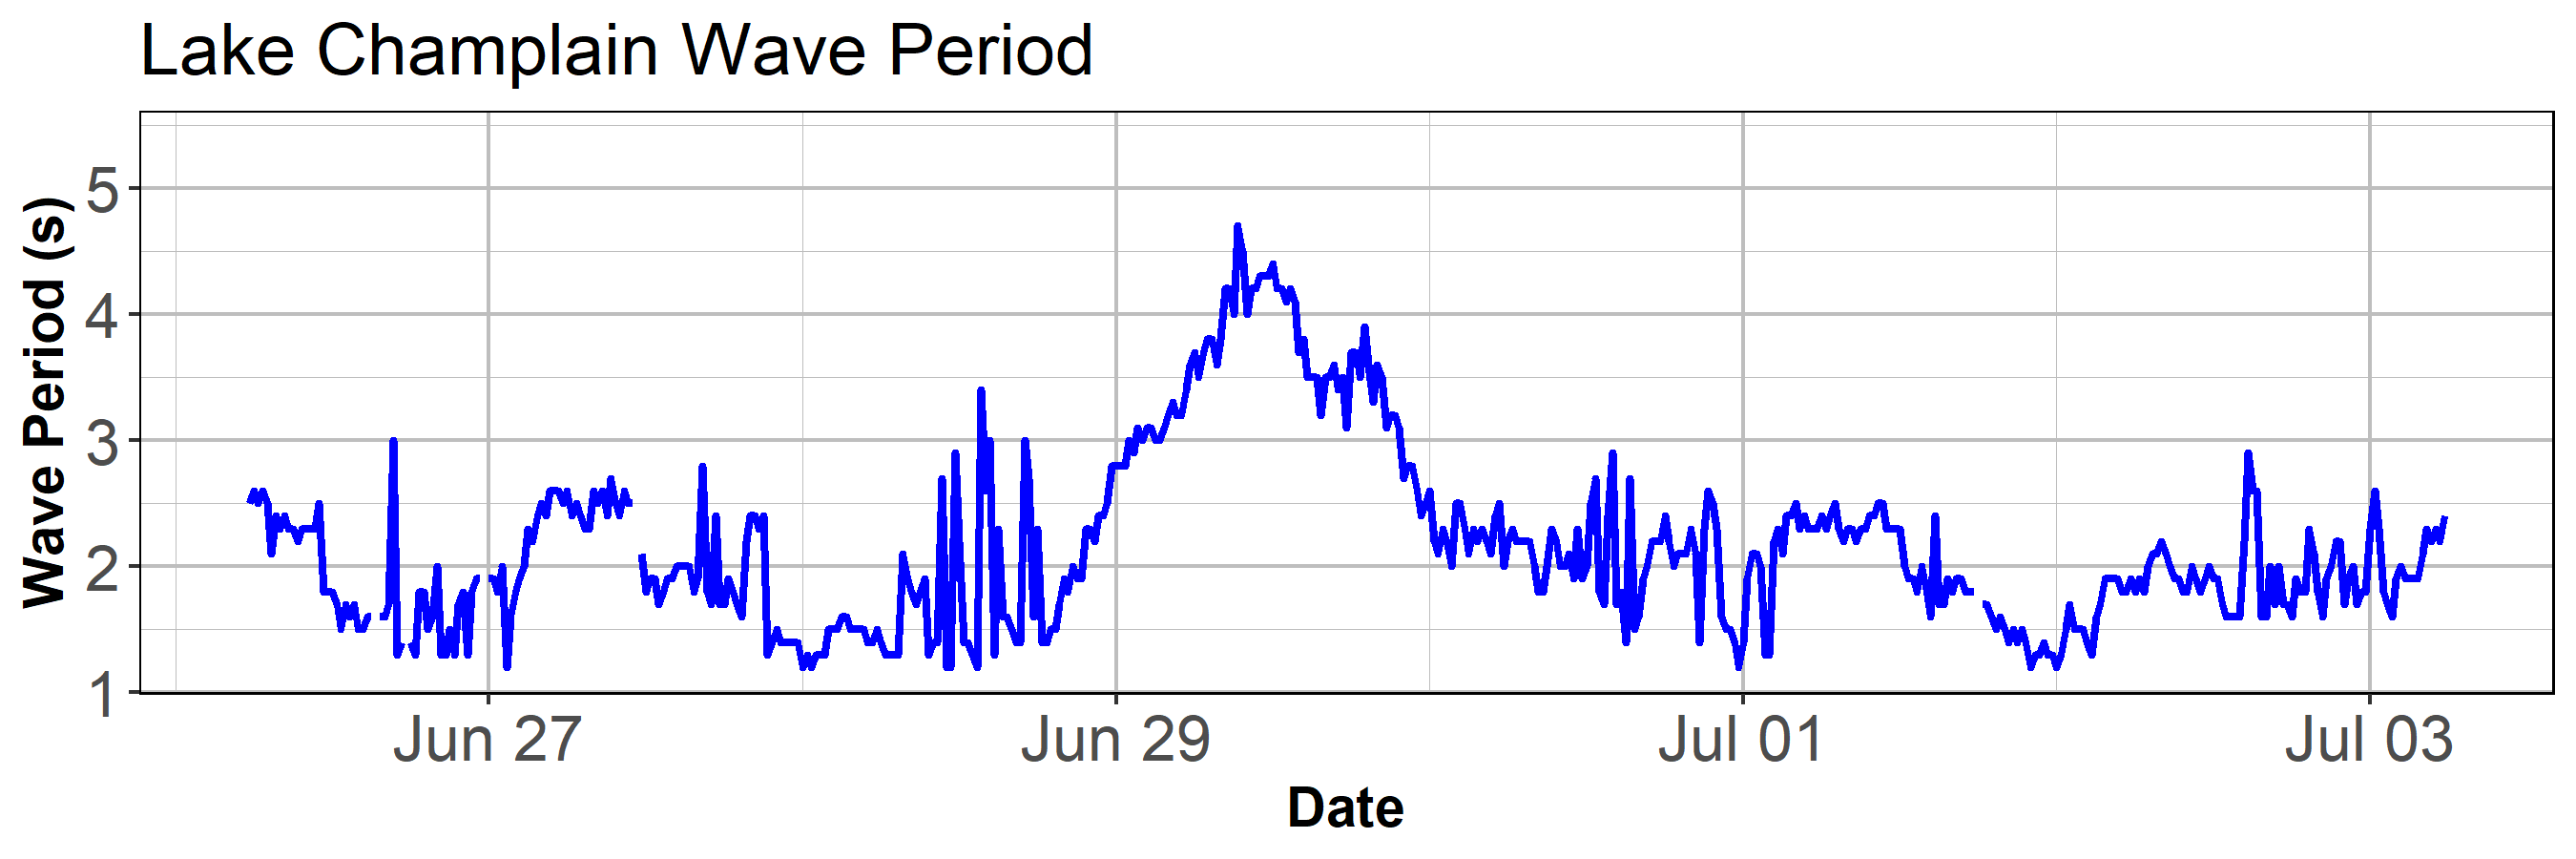 Lake Champlain Wave Period
Wave Period (s)
5
4
3
2
1
Jun 27
Jun 29
Jul 01
Jul 03
Date